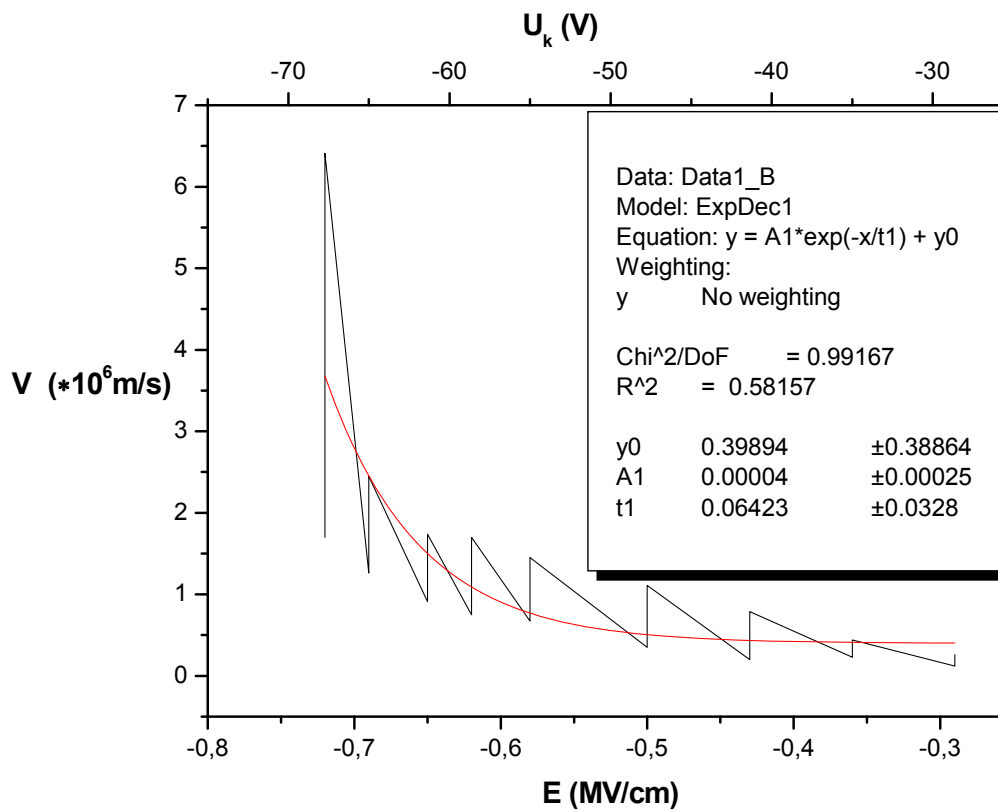 U_k (V)
-70 -60 -50 -40 -30
7
6
5
4
3
2
1
0
V (*10^6m/s)
Data: Data1_B
Model: ExpDec1
Equation: y = A1*exp(-x/t1) + y0
Weighting:
y No weighting
Chi^2/DoF = 0.99167
R^2 = 0.58157
y0 0.39894 ±0.38864
A1 0.00004 ±0.00025
t1 0.06423 ±0.0328
-0,8 -0,7 -0,6 -0,5 -0,4 -0,3
E (MV/cm)